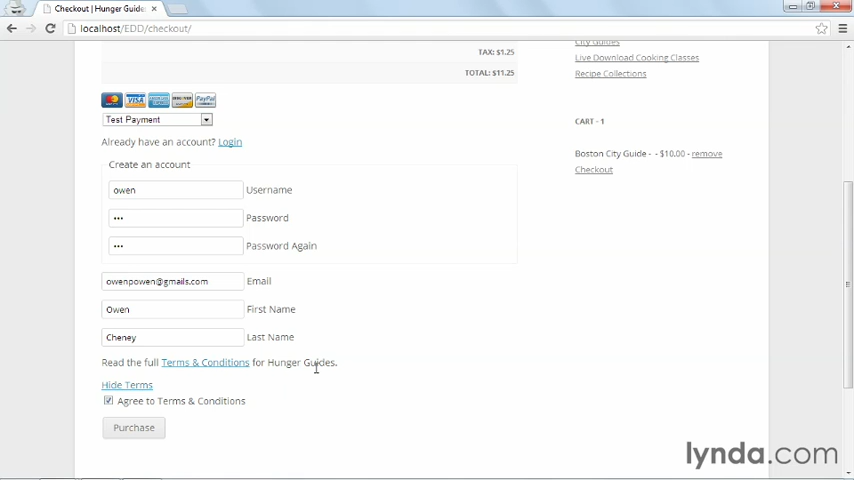 Checkout | Hunger Guide
localhost/EDD/checkout/
TAX: $1.25
TOTAL: $11.25
City Guides
Live Download Cooking Classes
Recipe Collections
VISA
PayPal
Test Payment
CART - 1
Already have an account? Login
Boston City Guide - - $10.00 - remove
Checkout
Create an account
owen Username
••• Password
••• Password Again
owenpowen@gmails.com Email
Owen First Name
Cheney Last Name
Read the full Terms & Conditions for Hunger Guides.
Hide Terms
Agree to Terms & Conditions
Purchase
lynda.com